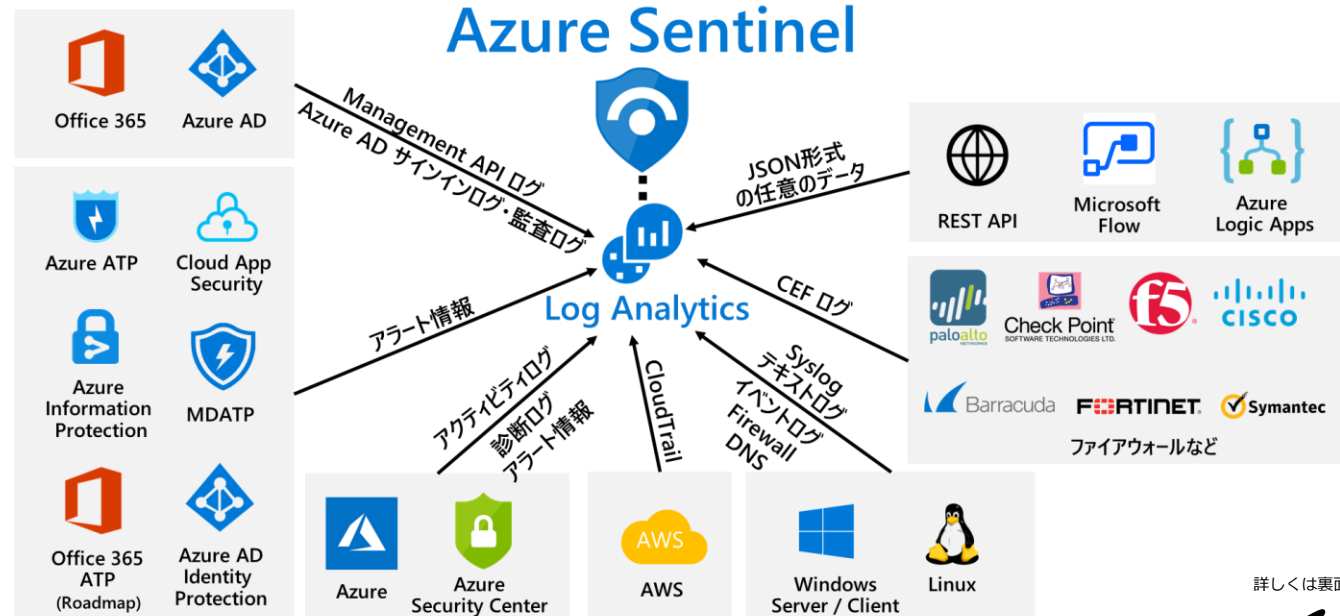 Azure Sentinel
Office 365
Azure AD
Management API ログ
Azure AD サインインログ・監査ログ
JSON形式
の任意のデータ
REST API
Microsoft
Flow
Azure
Logic Apps
Azure ATP
Cloud App
Security
Azure
Information
Protection
MDATP
Office 365
ATP
(Roadmap)
Azure AD
Identity
Protection
アラート情報
Log Analytics
CEF ログ
paloalto
NETWORKS
Check Point
SOFTWARE TECHNOLOGIES LTD.
f5
CISCO
Barracuda
FORTINET
Symantec
ファイアウォールなど
アクティビティログ
診断ログ
アラート情報
CloudTrail
Syslog
テキストログ
イベントログ
Firewall
DNS
Azure
Azure
Security Center
AWS
AWS
Windows
Server / Client
Linux
詳しくは裏面